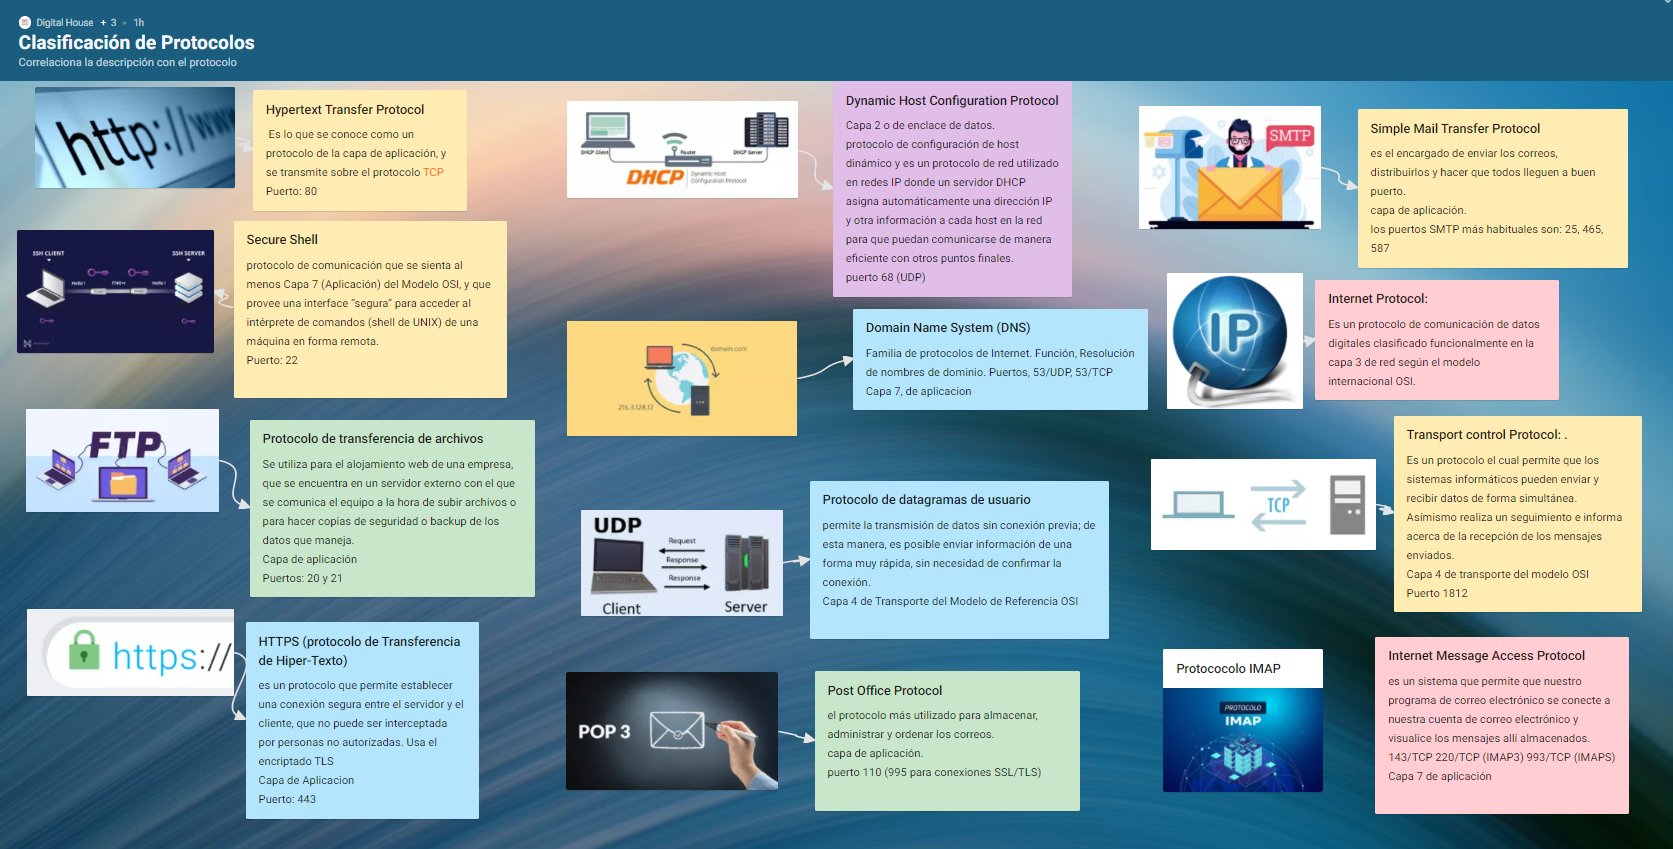 Digital House + 3 • 1h
Clasificación de Protocolos
Correlaciona la descripción con el protocolo
http://www
Hypertext Transfer Protocol
Es lo que se conoce como un
protocolo de la capa de aplicación, y
se transmite sobre el protocolo TCP
Puerto: 80
SSH CLIENT
SSH SERVER
Hello !
Hello !
Secure Shell
protocolo de comunicación que se sienta al
menos Capa 7 (Aplicación) del Modelo OSI, y que
provee una interface "segura" para acceder al
intérprete de comandos (shell de UNIX) de una
máquina en forma remota.
Puerto: 22
FTP
Protocolo de transferencia de archivos
Se utiliza para el alojamiento web de una empresa,
que se encuentra en un servidor externo con el que
se comunica el equipo a la hora de subir archivos o
para hacer copias de seguridad o backup de los
datos que maneja.
Capa de aplicación
Puertos: 20 y 21
https://
HTTPS (protocolo de Transferencia
de Hiper-Texto)
es un protocolo que permite establecer
una conexión segura entre el servidor y el
cliente, que no puede ser interceptada
por personas no autorizadas. Usa el
encriptado TLS
Capa de Aplicacion
Puerto: 443
DHCP Client
Router
DHCP Server
DHCP
Dynamic Host
Configuration Protocol
Dynamic Host Configuration Protocol
Capa 2 o de enclace de datos.
protocolo de configuración de host
dinámico y es un protocolo de red utilizado
en redes IP donde un servidor DHCP
asigna automáticamente una dirección IP
y otra información a cada host en la red
para que puedan comunicarse de manera
eficiente con otros puntos finales.
puerto 68 (UDP)
domain.com
216.3.128.12
Domain Name System (DNS)
Familia de protocolos de Internet. Función, Resolución
de nombres de dominio. Puertos, 53/UDP, 53/TCP
Capa 7, de aplicacion
UDP
Request
Response
Response
Client
Server
Protocolo de datagramas de usuario
permite la transmisión de datos sin conexión previa; de
esta manera, es posible enviar información de una
forma muy rápida, sin necesidad de confirmar la
conexión.
Capa 4 de Transporte del Modelo de Referencia OSI
POP 3
Post Office Protocol
el protocolo más utilizado para almacenar,
administrar y ordenar los correos.
capa de aplicación.
puerto 110 (995 para conexiones SSL/TLS)
SMTP
Simple Mail Transfer Protocol
es el encargado de enviar los correos,
distribuirlos y hacer que todos lleguen a buen
puerto.
capa de aplicación.
los puertos SMTP más habituales son: 25, 465,
587
IP
Internet Protocol:
Es un protocolo de comunicación de datos
digitales clasificado funcionalmente en la
capa 3 de red según el modelo
internacional OSI.
TCP
Transport control Protocol: .
Es un protocolo el cual permite que los
sistemas informáticos pueden enviar y
recibir datos de forma simultánea.
Asimismo realiza un seguimiento e informa
acerca de la recepción de los mensajes
enviados.
Capa 4 de transporte del modelo OSI
Puerto 1812
Protococolo IMAP
PROTOCOLO
IMAP
Internet Message Access Protocol
es un sistema que permite que nuestro
programa de correo electrónico se conecte a
nuestra cuenta de correo electrónico y
visualice los mensajes allí almacenados.
143/TCP 220/TCP (IMAP3) 993/TCP (IMAPS)
Capa 7 de aplicación